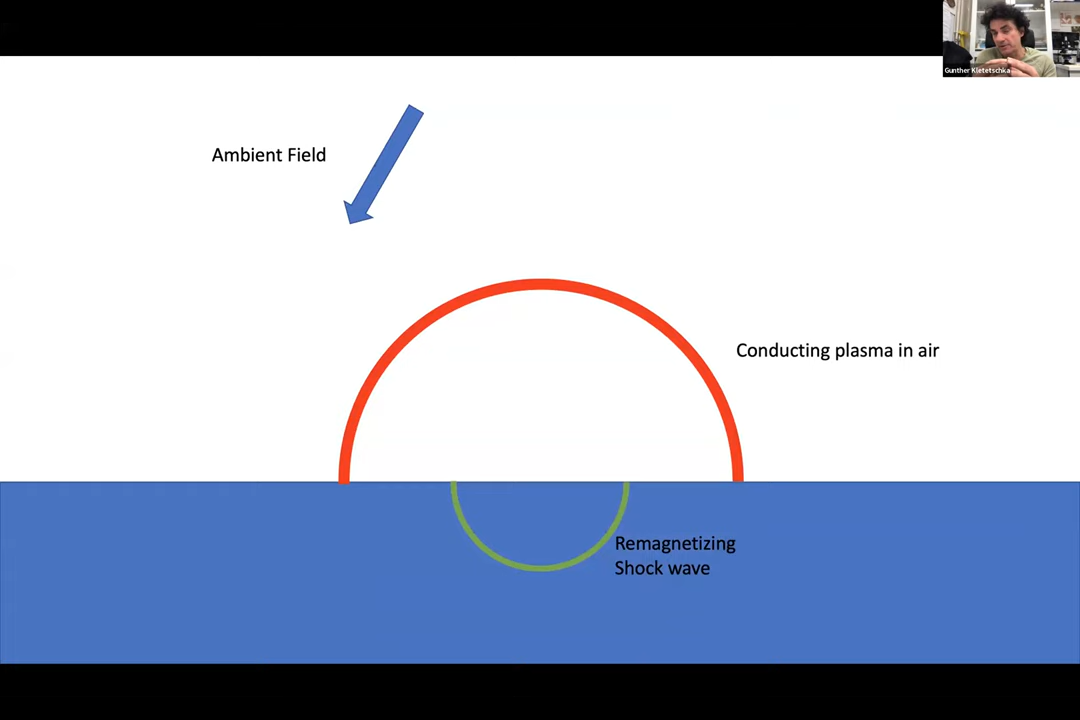 Gunther Kletetschka
Ambient Field
Conducting plasma in air
Remagnetizing
Shock wave